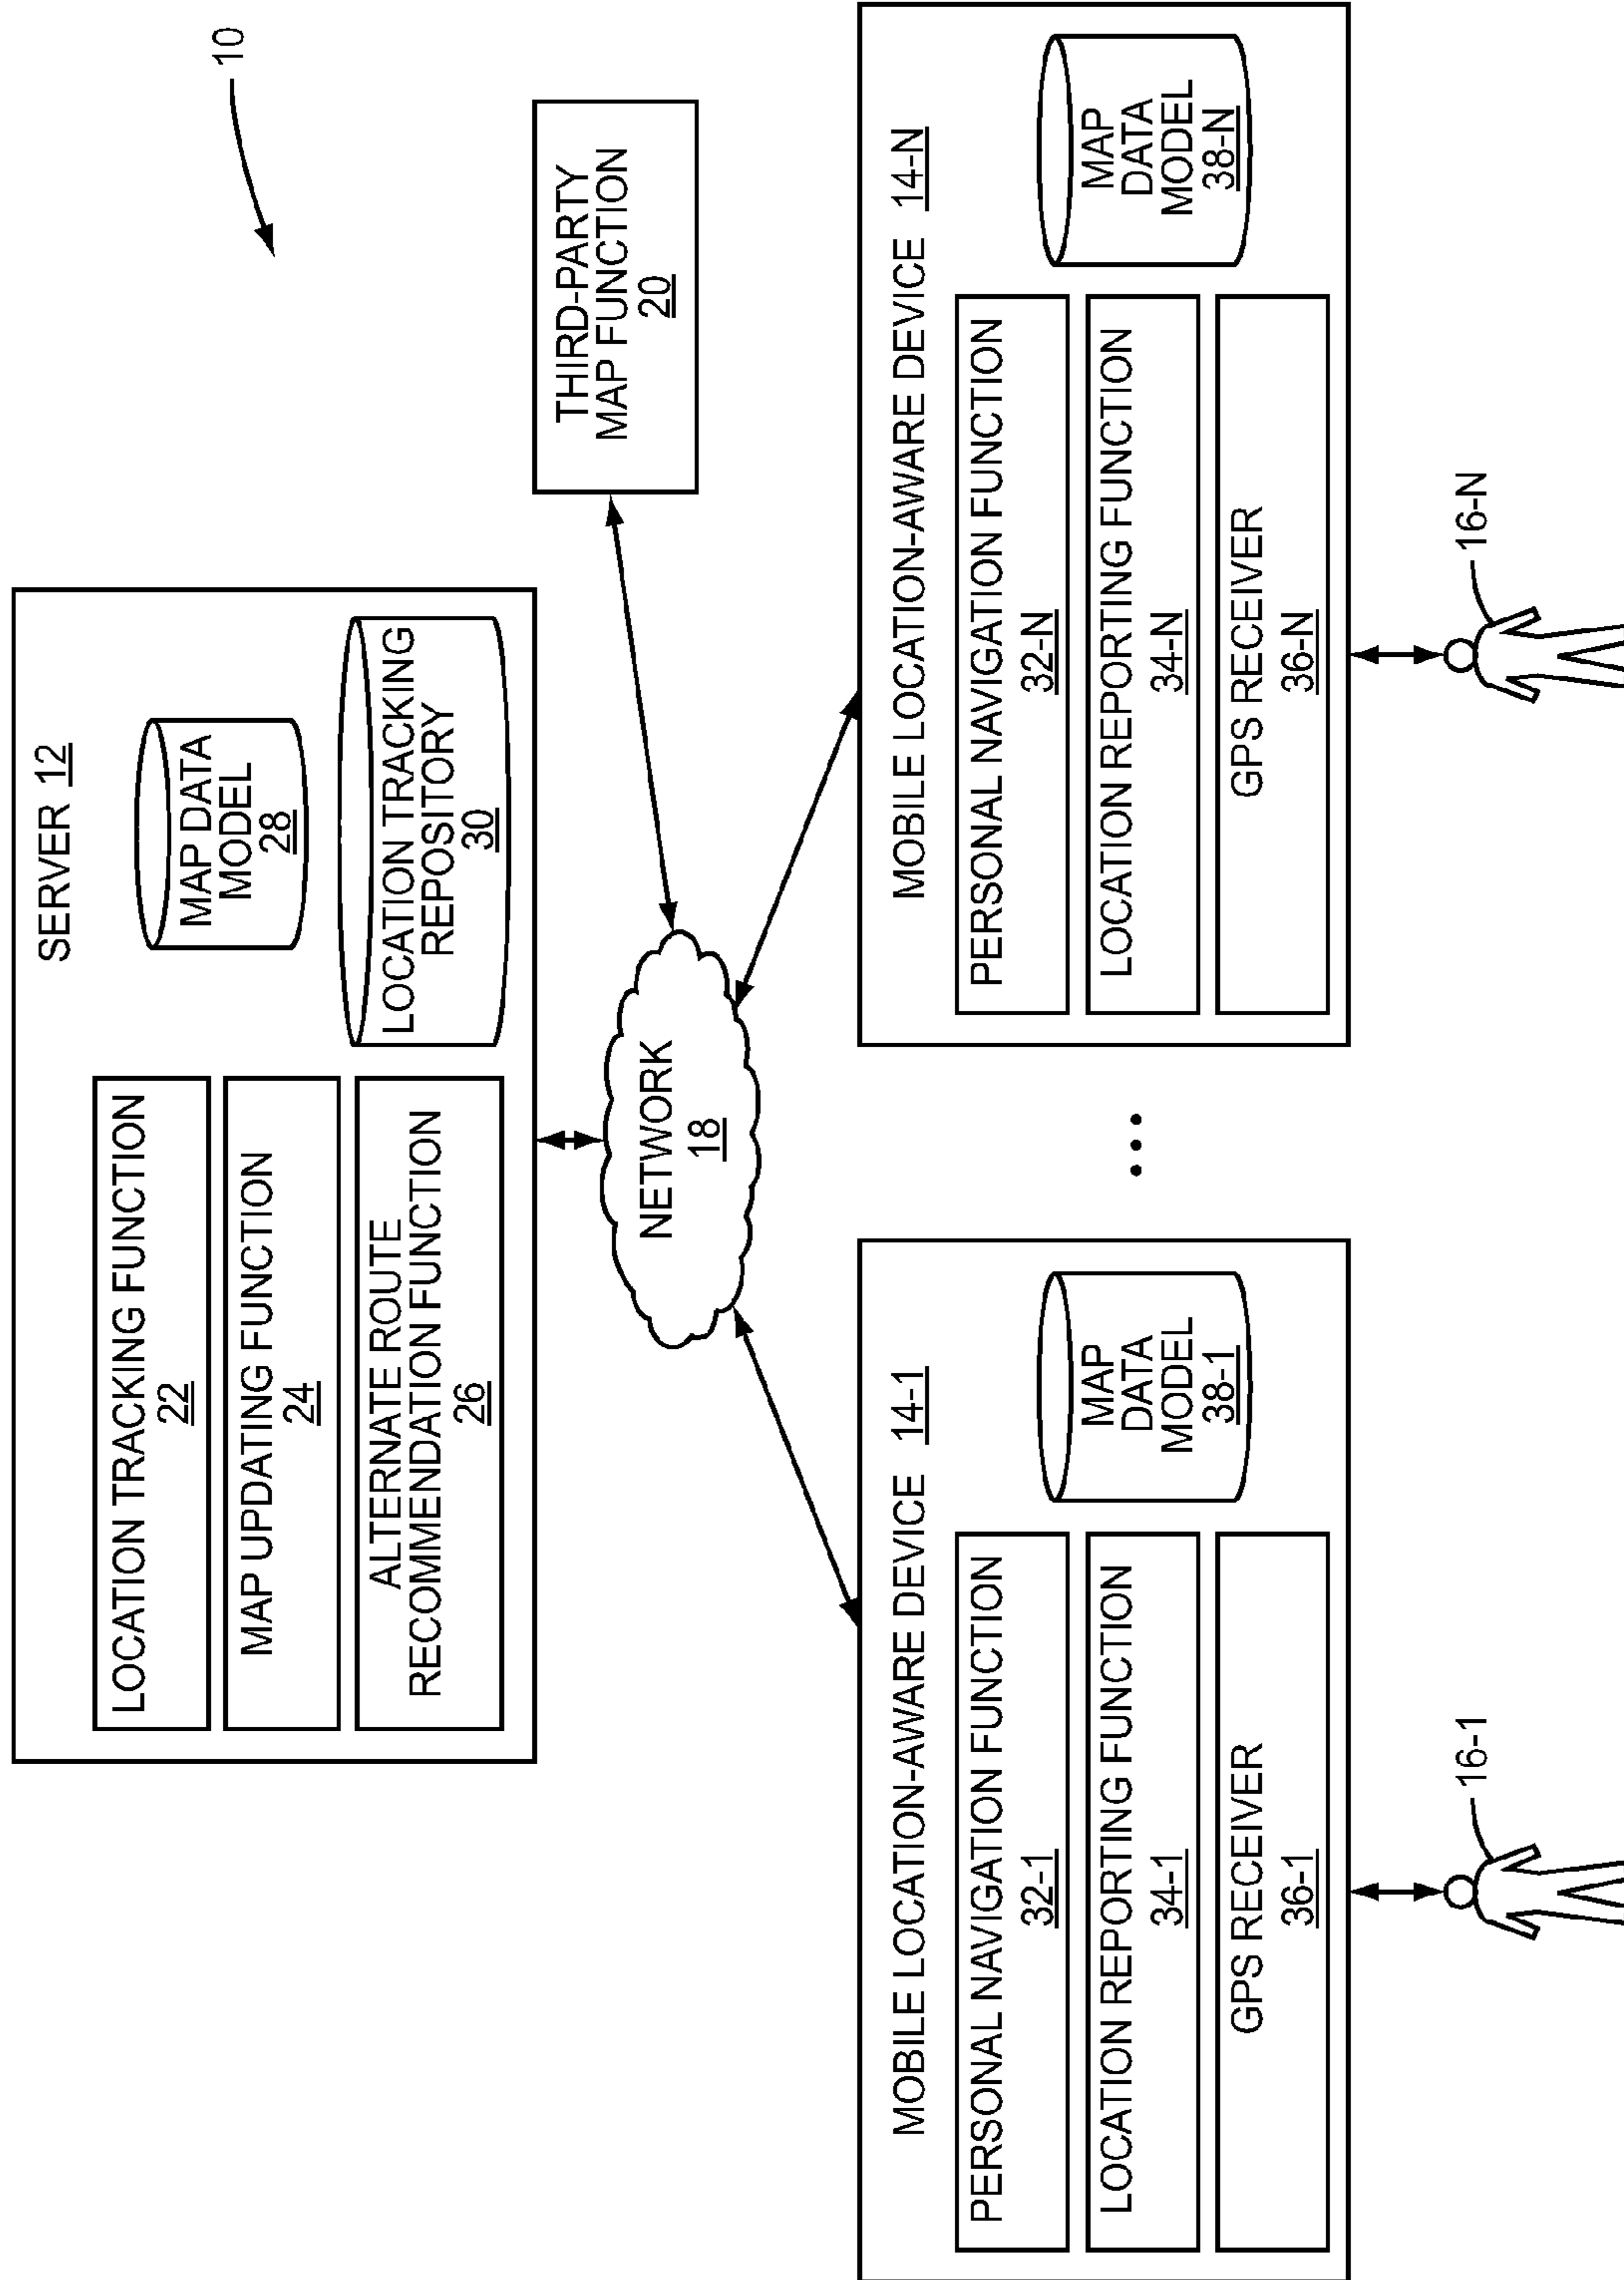 10
SERVER 12
LOCATION TRACKING FUNCTION
22
MAP UPDATING FUNCTION
24
ALTERNATE ROUTE
RECOMMENDATION FUNCTION
26
MAP DATA
MODEL
28
LOCATION TRACKING
REPOSITORY
30
NETWORK
18
THIRD-PARTY
MAP FUNCTION
20
MOBILE LOCATION-AWARE DEVICE 14-1
PERSONAL NAVIGATION FUNCTION
32-1
LOCATION REPORTING FUNCTION
34-1
GPS RECEIVER
36-1
MAP
DATA
MODEL
38-1
16-1
...
MOBILE LOCATION-AWARE DEVICE 14-N
PERSONAL NAVIGATION FUNCTION
32-N
LOCATION REPORTING FUNCTION
34-N
GPS RECEIVER
36-N
MAP
DATA
MODEL
38-N
16-N